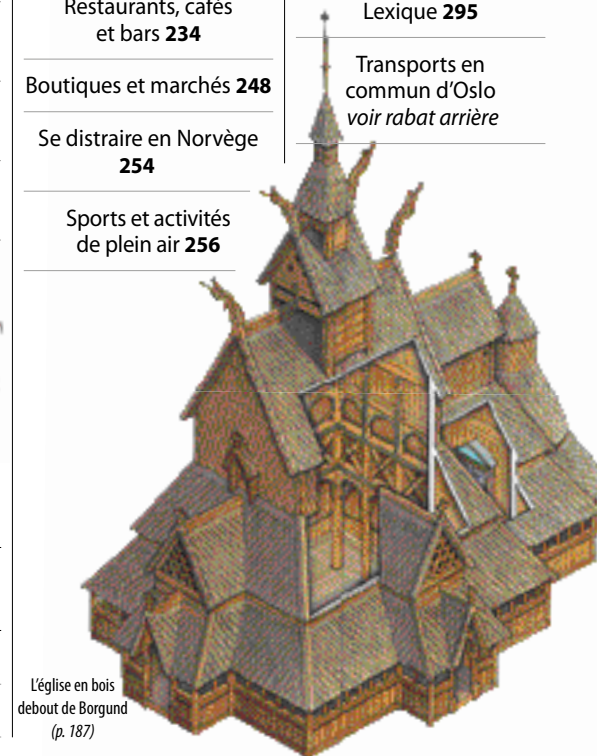 Restaurants, cafés
et bars 234
Boutiques et marchés 248
Se distraire en Norvège
254
Sports et activités
de plein air 256
Lexique 295
Transports en
commun d'Oslo
voir rabat arrière
L'église en bois
debout de Borgund
(p. 187)